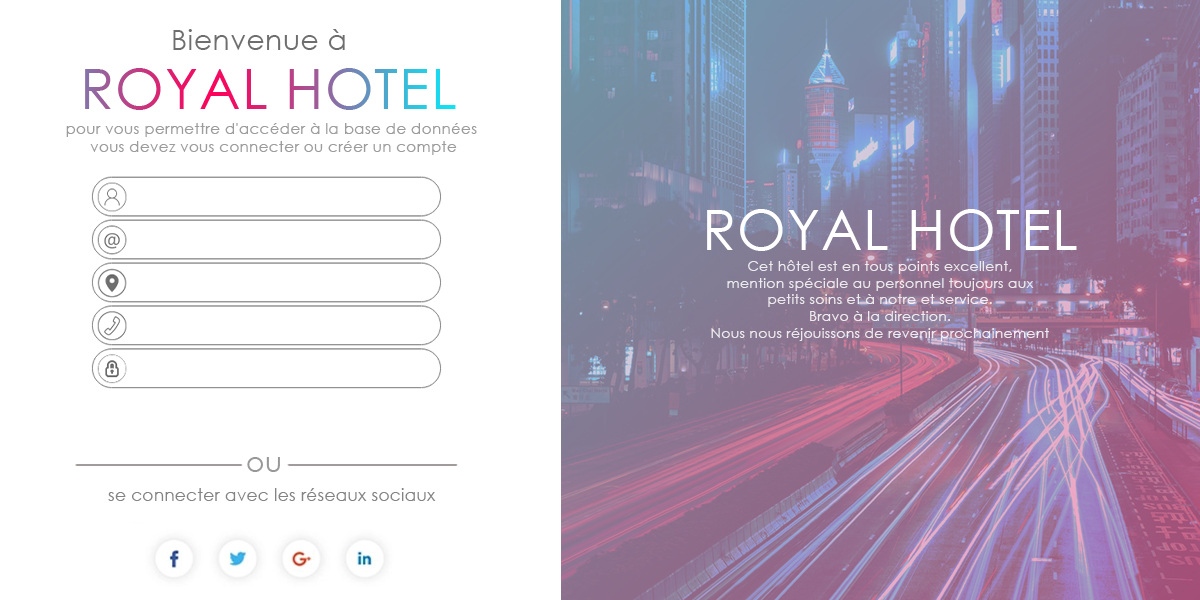 Bienvenue à
ROYAL HOTEL
pour vous permettre d'accéder à la base de données
vous devez vous connecter ou créer un compte
@
OU
se connecter avec les réseaux sociaux
f
G+
in
ROYAL HOTEL
Cet hôtel est en tous points excellent,
mention spéciale au personnel toujours aux
petits soins et à notre et service.
Bravo à la direction.
Nous nous réjouissons de revenir prochainement